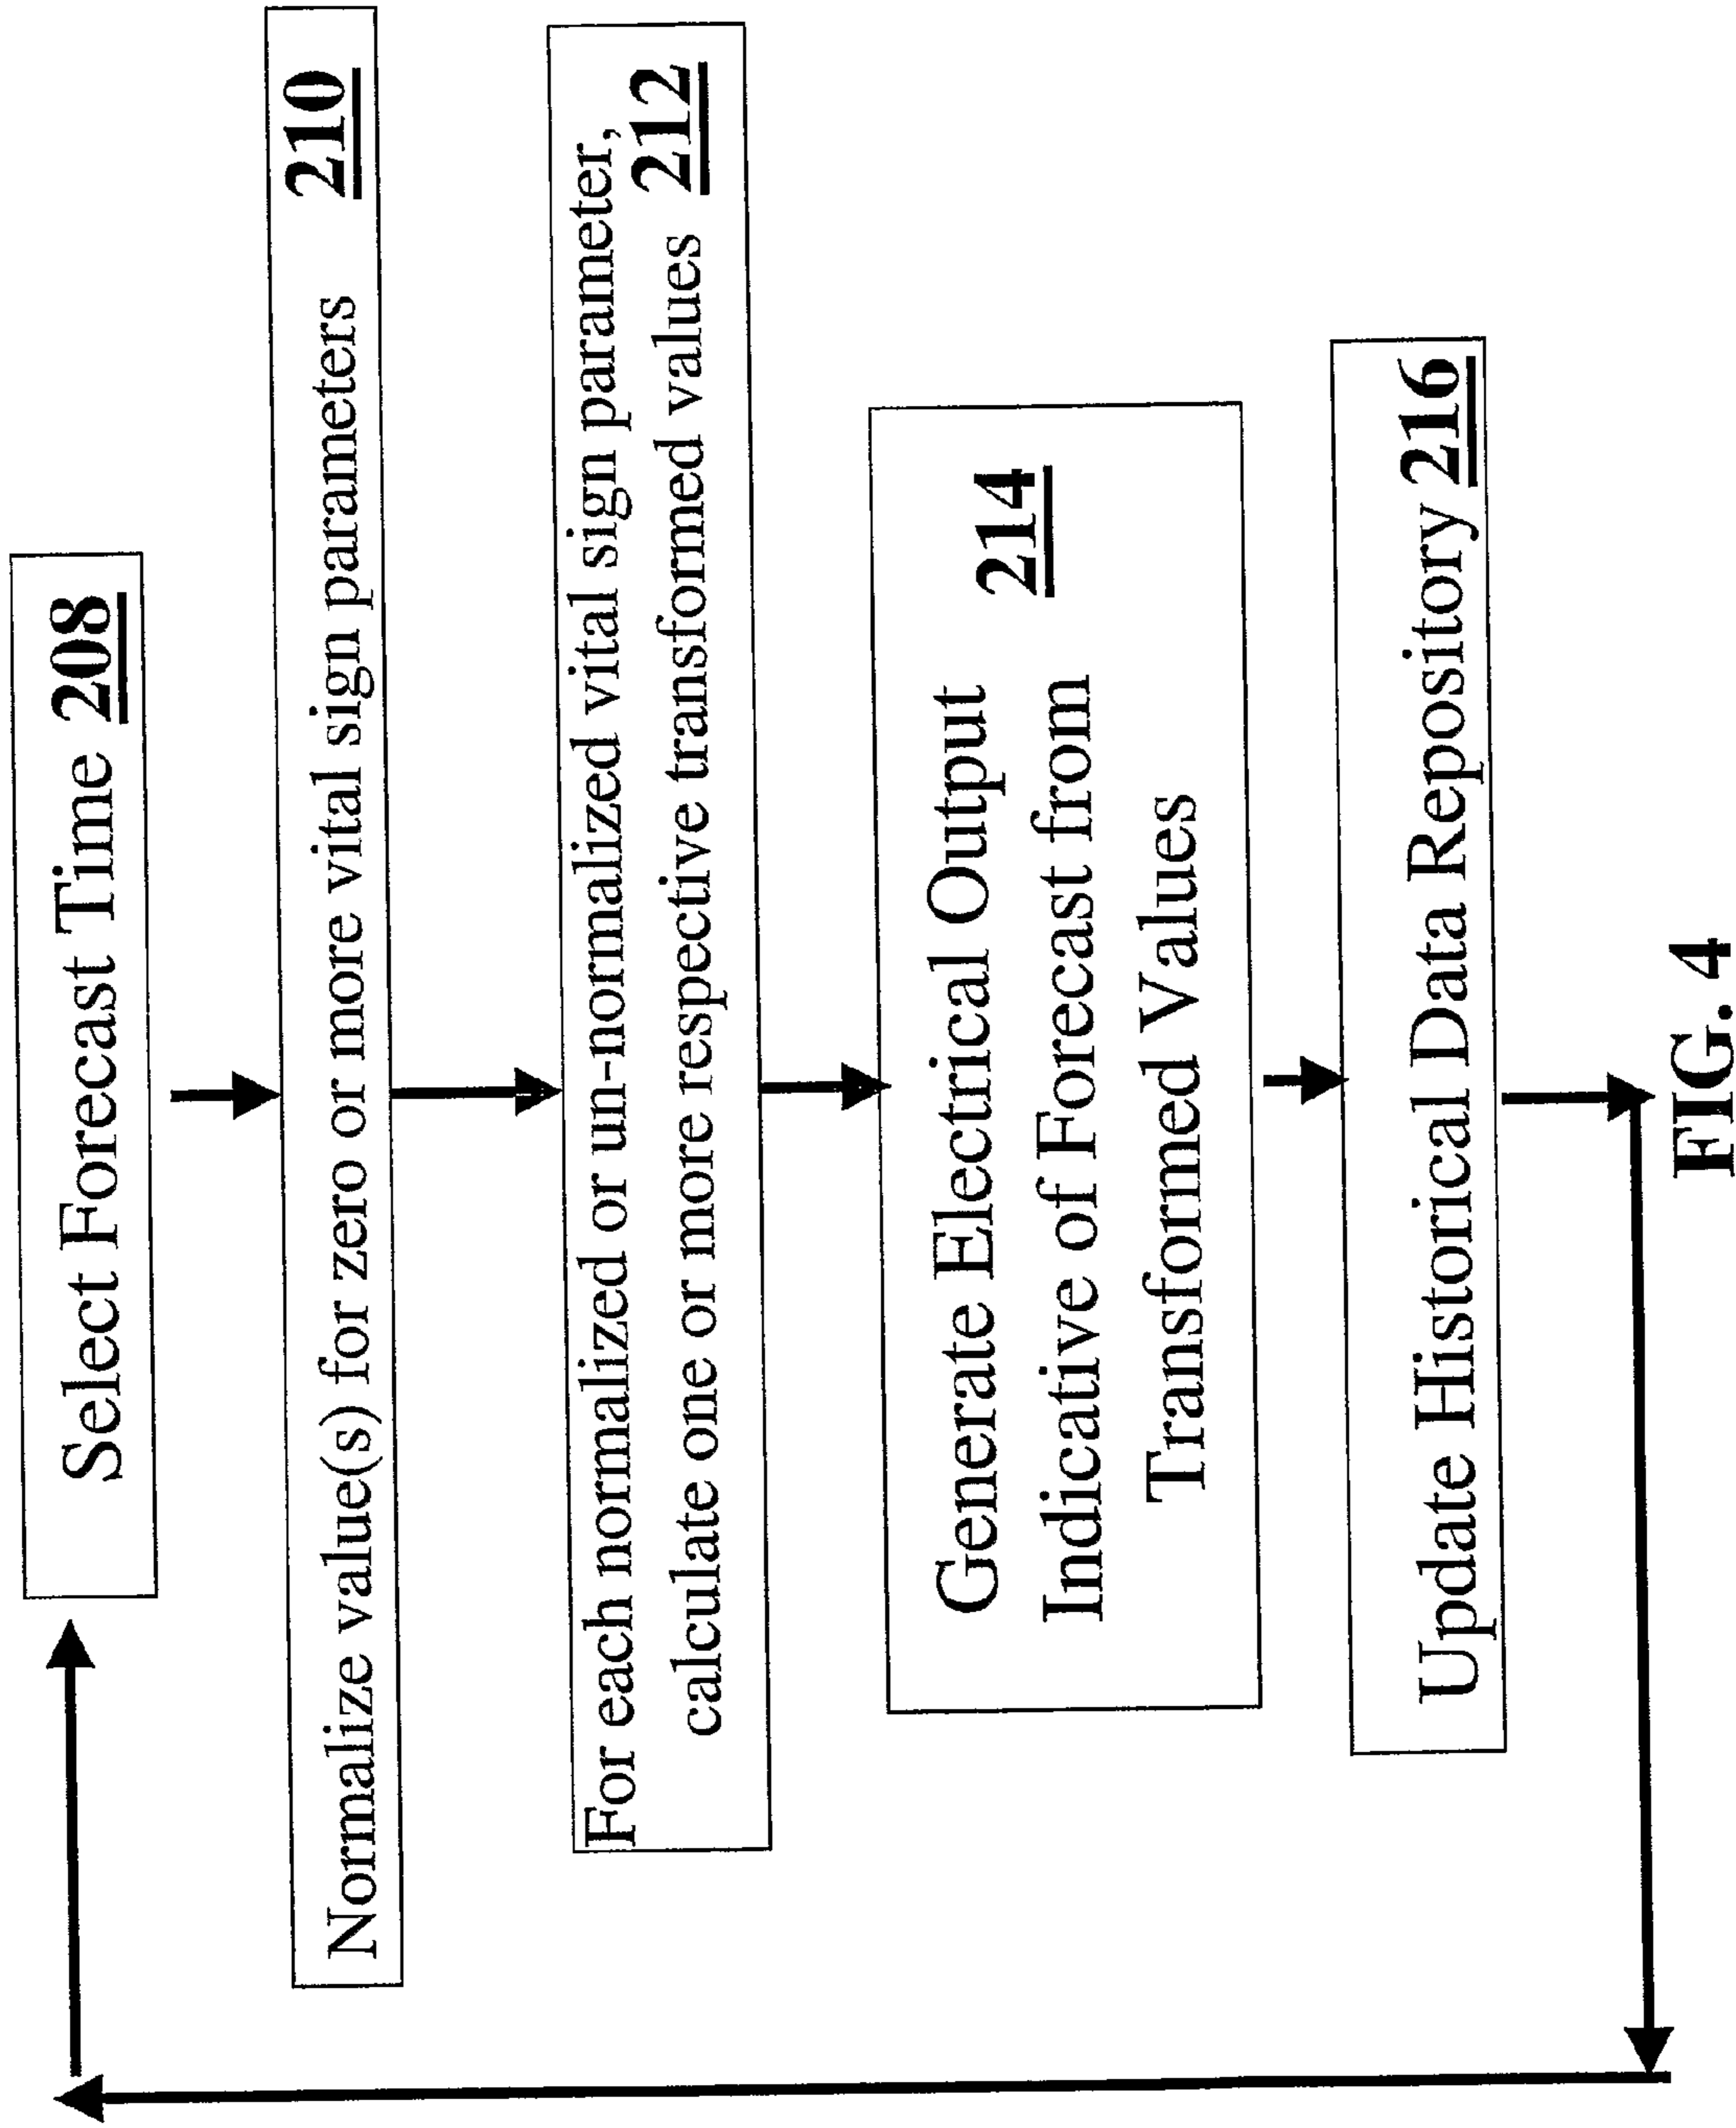 Select Forecast Time 208
Normalize value(s) for zero or more vital sign parameters 210
For each normalized or un-normalized vital sign parameter,
calculate one or more respective transformed values 212
Generate Electrical Output 214
Indicative of Forecast from
Transformed Values
Update Historical Data Repository 216
FIG. 4